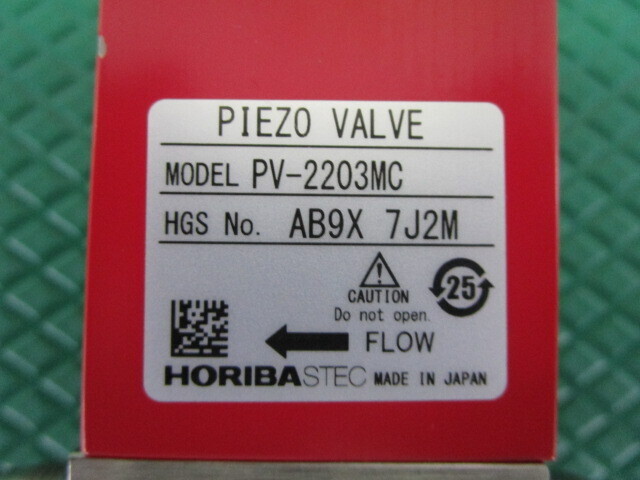 PIEZO VALVE
MODEL PV-2203MC
HGS No. AB9X 7J2M
CAUTION
Do not open.
25
FLOW
HORIBASTEC MADE IN JAPAN